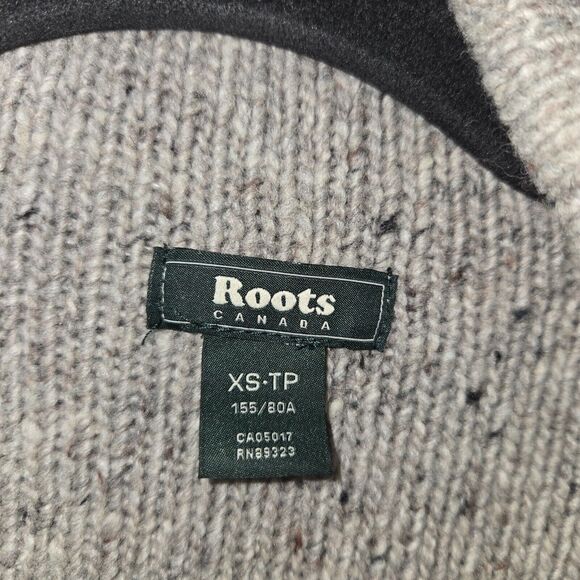 Roots
CANADA
XS·TP
155/80A
CA05017
RN89323